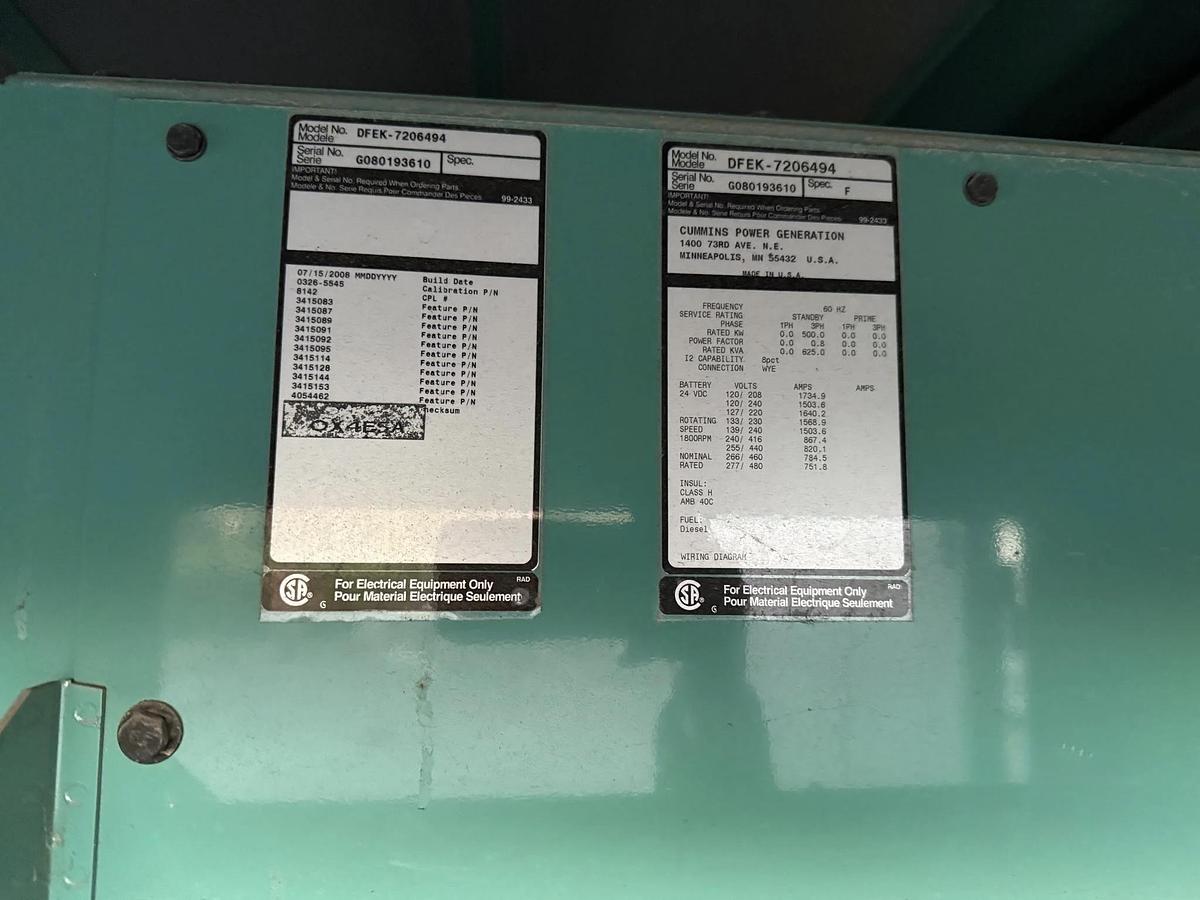 Model No. DFEK-7206494
Modele
Serial No. G080193610 Spec.
Serie
IMPORTANT!
Model & Serial No. Required When Ordering Parts
Modele & No. Serie Requis Pour Commander Des Pieces 99-2433
07/15/2008 MMDDYYYY Build Date
0326-5545 Calibration P/N
8142 CPL #
3415083 Feature P/N
3415087 Feature P/N
3415089 Feature P/N
3415091 Feature P/N
3415092 Feature P/N
3415095 Feature P/N
3415114 Feature P/N
3415128 Feature P/N
3415144 Feature P/N
3415153 Feature P/N
4054462 Feature P/N
OX4ESA
SA®
For Electrical Equipment Only RAD
Pour Material Electrique Seulement
Model No. DFEK-7206494
Modele
Serial No. G080193610 Spec. F
Serie
IMPORTANT!
Model & Serial No. Required When Ordering Parts
Modele & No. Serie Requis Pour Commander Des Pieces 99-2433
CUMMINS POWER GENERATION
1400 73RD AVE. N.E.
MINNEAPOLIS, MN 55432 U.S.A.
MADE IN U.S.A.
FREQUENCY 60 HZ
SERVICE RATING STANDBY PRIME
PHASE 1PH 3PH 1PH 3PH
RATED KW 0.0 500.0 0.0 0.0
POWER FACTOR 0.0 0.8 0.0 0.0
RATED KVA 0.0 625.0 0.0 0.0
I2 CAPABILITY 8pct
CONNECTION WYE
BATTERY VOLTS AMPS AMPS
24 VDC 120/ 208 1734.9
120/ 240 1503.6
127/ 220 1640.2
ROTATING 133/ 230 1568.9
SPEED 139/ 240 1503.6
1800RPM 240/ 416 867.4
255/ 440 820.1
NOMINAL 266/ 460 784.5
RATED 277/ 480 751.8
INSUL:
CLASS H
AMB 40C
FUEL:
Diesel
WIRING DIAGRAM
SA®
For Electrical Equipment Only RAD
Pour Material Electrique Seulement